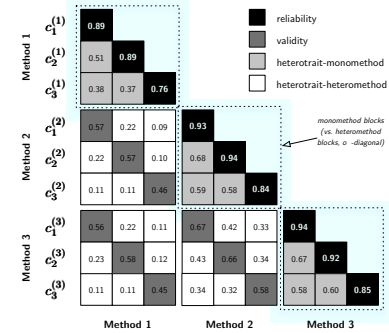 c₁⁽¹⁾ 0.89 reliability
validity
c₂⁽¹⁾ 0.51 0.89
heterotrait-monomethod
c₃⁽¹⁾ 0.38 0.37 0.76 heterotrait-heteromethod
Method 1
c₁⁽²⁾ 0.57 0.22 0.09 0.93
c₂⁽²⁾ 0.22 0.57 0.10 0.68 0.94
c₃⁽²⁾ 0.11 0.11 0.46 0.59 0.58 0.84
Method 2
monomethod blocks
(vs. heteromethod
blocks, o -diagonal)
c₁⁽³⁾ 0.56 0.22 0.11 0.67 0.42 0.33 0.94
c₂⁽³⁾ 0.23 0.58 0.12 0.43 0.66 0.34 0.67 0.92
c₃⁽³⁾ 0.11 0.11 0.45 0.34 0.32 0.58 0.58 0.60 0.85
Method 3
Method 1 Method 2 Method 3